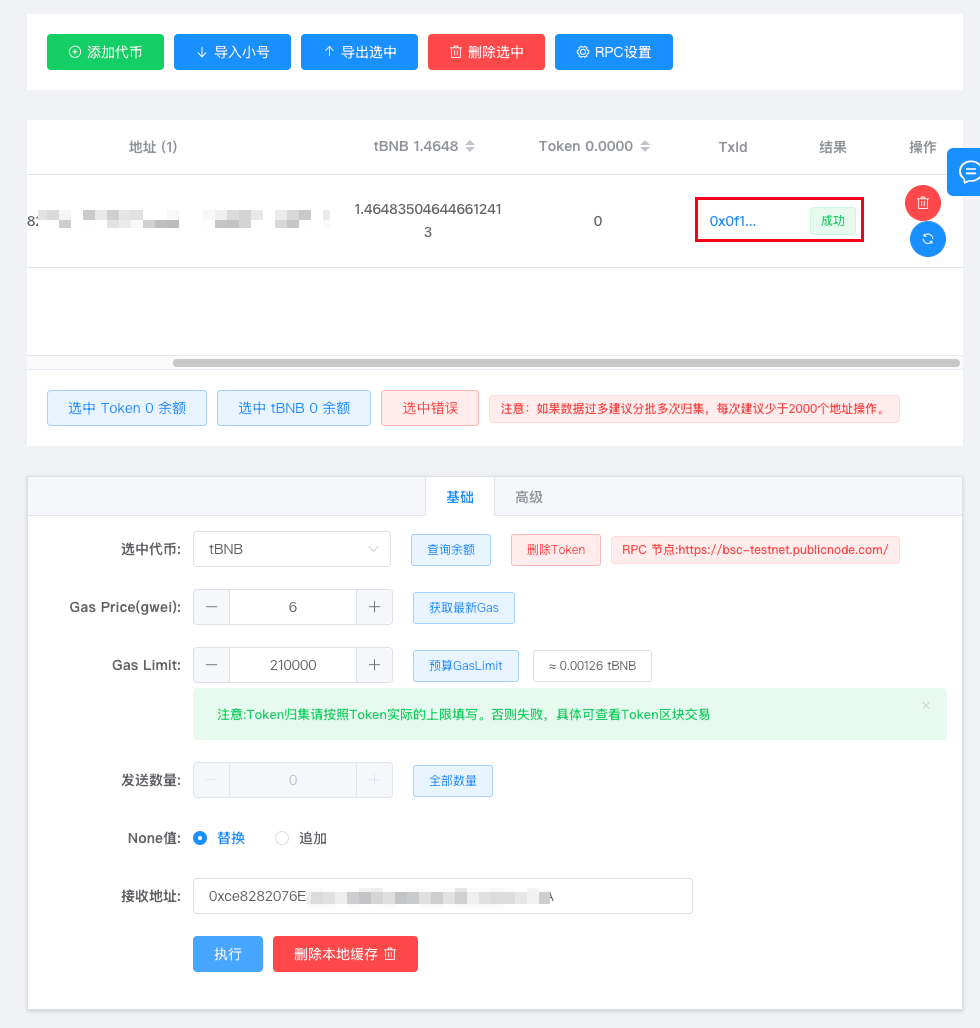 添加代币 导入小号 导出选中 删除选中 RPC设置
地址 (1) tBNB 1.4648 Token 0.0000 TxId 结果 操作
1.46483504644661241
3
0 0x0f1... 成功
选中 Token 0 余额 选中 tBNB 0 余额 选中错误 注意：如果数据过多建议分批多次归集，每次建议少于2000个地址操作。
基础 高级
选中代币: tBNB 查询余额 删除Token RPC 节点:https://bsc-testnet.publicnode.com/
Gas Price(gwei): 6 获取最新Gas
Gas Limit: 210000 预算GasLimit ≈ 0.00126 tBNB
注意:Token归集请按照Token实际的上限填写。否则失败，具体可查看Token区块交易
发送数量: 0 全部数量
None值: 替换 追加
接收地址: 0xce8282076E
执行 删除本地缓存